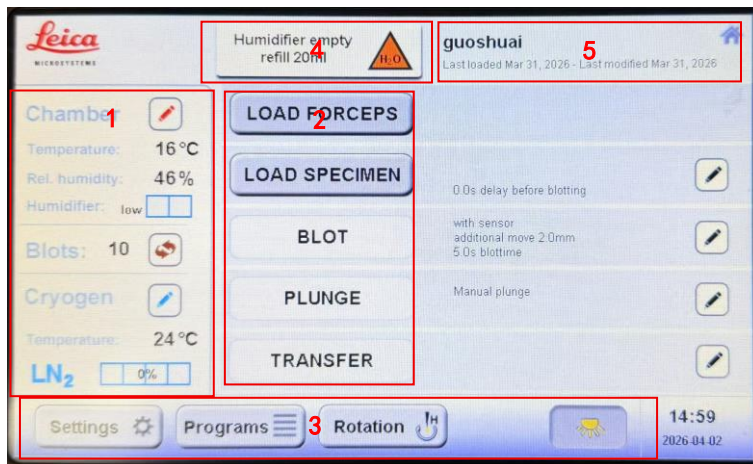 Leica
MICROSYSTEMS
Humidifier empty
refill 20ml
H₂O
4
guoshuai
5
Last loaded Mar 31, 2026 - Last modified Mar 31, 2026
Chamber
1
Temperature: 16 °C
Rel. humidity: 46%
Humidifier: low
Blots: 10
Cryogen
Temperature: 24 °C
LN₂ 0%
LOAD FORCEPS
2
LOAD SPECIMEN
0.0s delay before blotting
BLOT
with sensor
additional move 2.0mm
5.0s blottime
PLUNGE
Manual plunge
TRANSFER
Settings
Programs
3
Rotation
H
14:59
2026-04-02